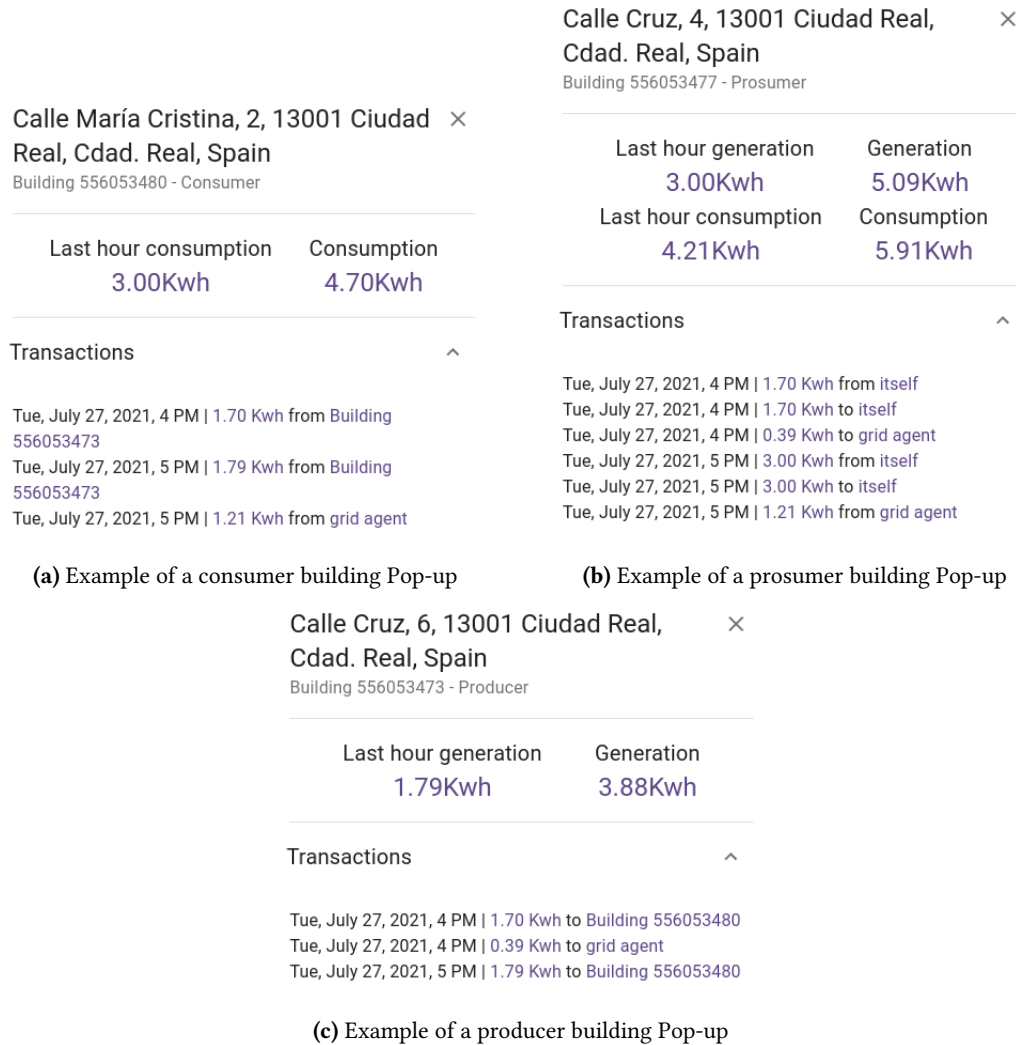 Calle María Cristina, 2, 13001 Ciudad
Real, Cdad. Real, Spain
Building 556053480 - Consumer
Last hour consumption Consumption
3.00Kwh 4.70Kwh
Transactions
Tue, July 27, 2021, 4 PM | 1.70 Kwh from Building
556053473
Tue, July 27, 2021, 5 PM | 1.79 Kwh from Building
556053473
Tue, July 27, 2021, 5 PM | 1.21 Kwh from grid agent
(a) Example of a consumer building Pop-up
Calle Cruz, 4, 13001 Ciudad Real,
Cdad. Real, Spain
Building 556053477 - Prosumer
Last hour generation Generation
3.00Kwh 5.09Kwh
Last hour consumption Consumption
4.21Kwh 5.91Kwh
Transactions
Tue, July 27, 2021, 4 PM | 1.70 Kwh from itself
Tue, July 27, 2021, 4 PM | 1.70 Kwh to itself
Tue, July 27, 2021, 4 PM | 0.39 Kwh to grid agent
Tue, July 27, 2021, 5 PM | 3.00 Kwh from itself
Tue, July 27, 2021, 5 PM | 3.00 Kwh to itself
Tue, July 27, 2021, 5 PM | 1.21 Kwh from grid agent
(b) Example of a prosumer building Pop-up
Calle Cruz, 6, 13001 Ciudad Real,
Cdad. Real, Spain
Building 556053473 - Producer
Last hour generation Generation
1.79Kwh 3.88Kwh
Transactions
Tue, July 27, 2021, 4 PM | 1.70 Kwh to Building 556053480
Tue, July 27, 2021, 4 PM | 0.39 Kwh to grid agent
Tue, July 27, 2021, 5 PM | 1.79 Kwh to Building 556053480
(c) Example of a producer building Pop-up